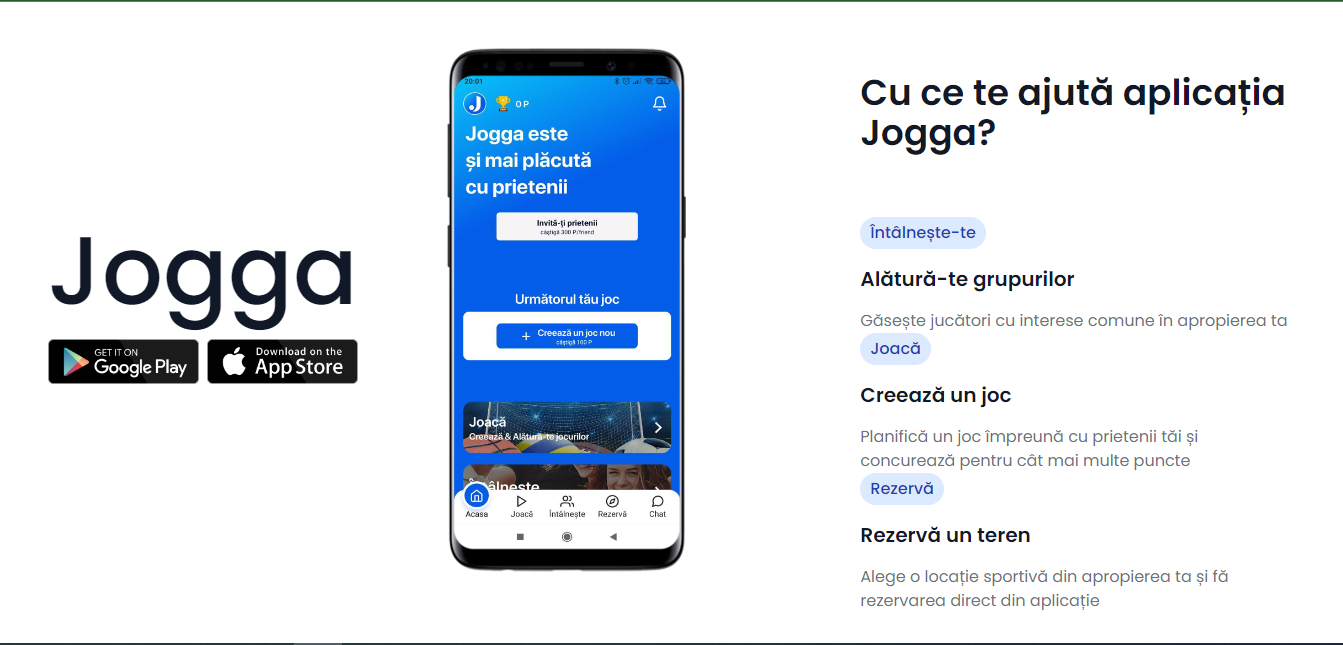 Jogga
GET IT ON
Google Play
Download on the
App Store
20:01
J
0 P
Jogga este
și mai plăcută
cu prietenii
Invită-ți prietenii
câștigă 300 P/friend
Următorul tău joc
+ Creează un joc nou
câștigă 100 P
Joacă
Creează & Alătură-te jocurilor
Întâlnește
Acasa
Joacă
Întâlnește
Rezervă
Chat
Cu ce te ajută aplicația
Jogga?
Întâlnește-te
Alătură-te grupurilor
Găsește jucători cu interese comune în apropierea ta
Joacă
Creează un joc
Planifică un joc împreună cu prietenii tăi și
concurează pentru cât mai multe puncte
Rezervă
Rezervă un teren
Alege o locație sportivă din apropierea ta și fă
rezervarea direct din aplicație